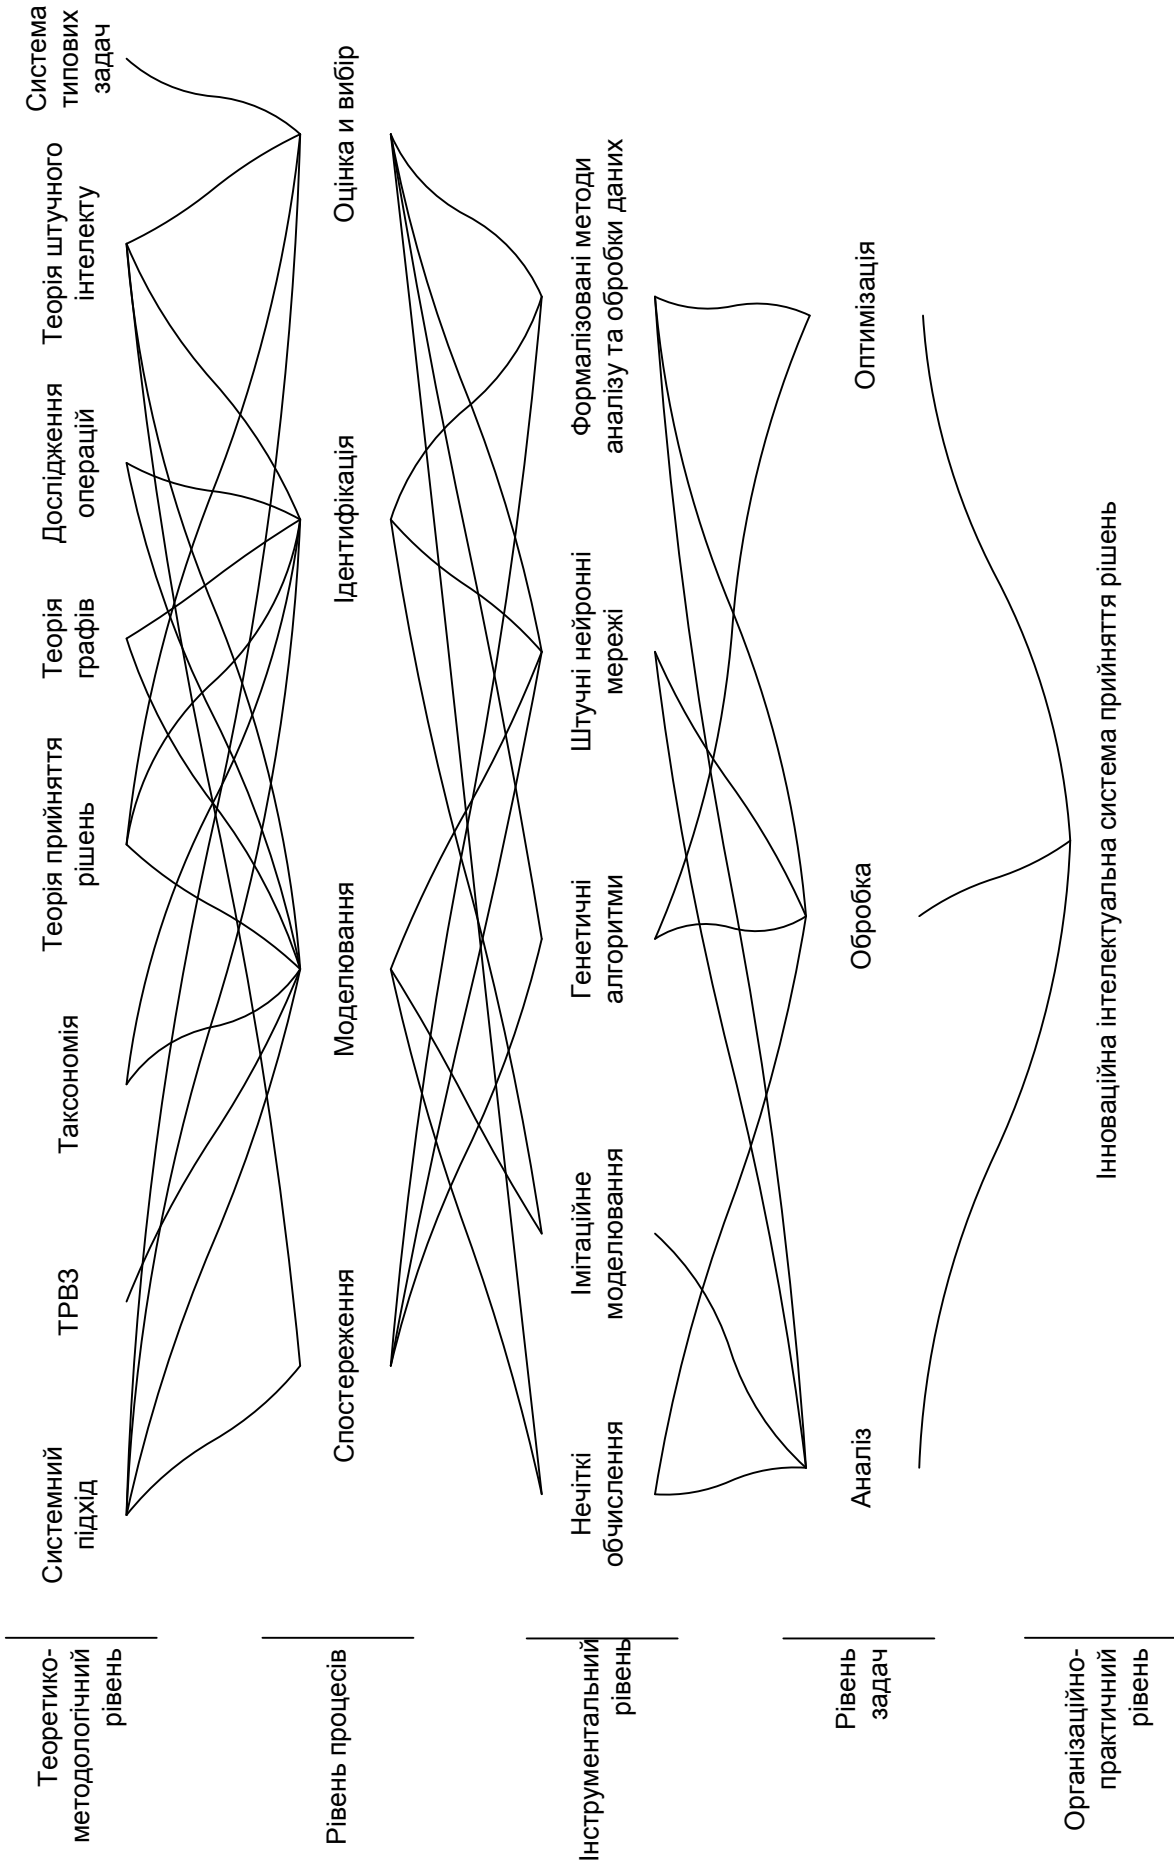 Теоретико-
методологічний
рівень
Системний
підхід
ТРВЗ
Таксономія
Теорія прийняття
рішень
Теорія
графів
Дослідження
операцій
Теорія штучного
інтелекту
Система
типових
задач
Рівень процесів
Спостереження
Моделювання
Ідентифікація
Оцінка и вибір
Інструментальний
рівень
Нечіткі
обчислення
Імітаційне
моделювання
Генетичні
алгоритми
Штучні нейронні
мережі
Формалізовані методи
аналізу та обробки даних
Рівень
задач
Аналіз
Обробка
Оптимізація
Організаційно-
практичний
рівень
Інноваційна інтелектуальна система прийняття рішень